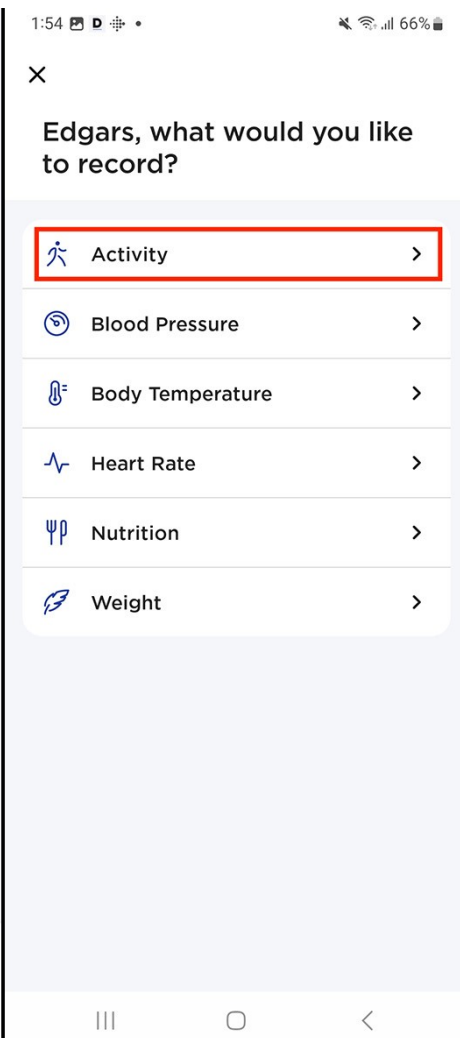 1:54 D 66%
Edgars, what would you like
to record?
Activity
Blood Pressure
Body Temperature
Heart Rate
Nutrition
Weight